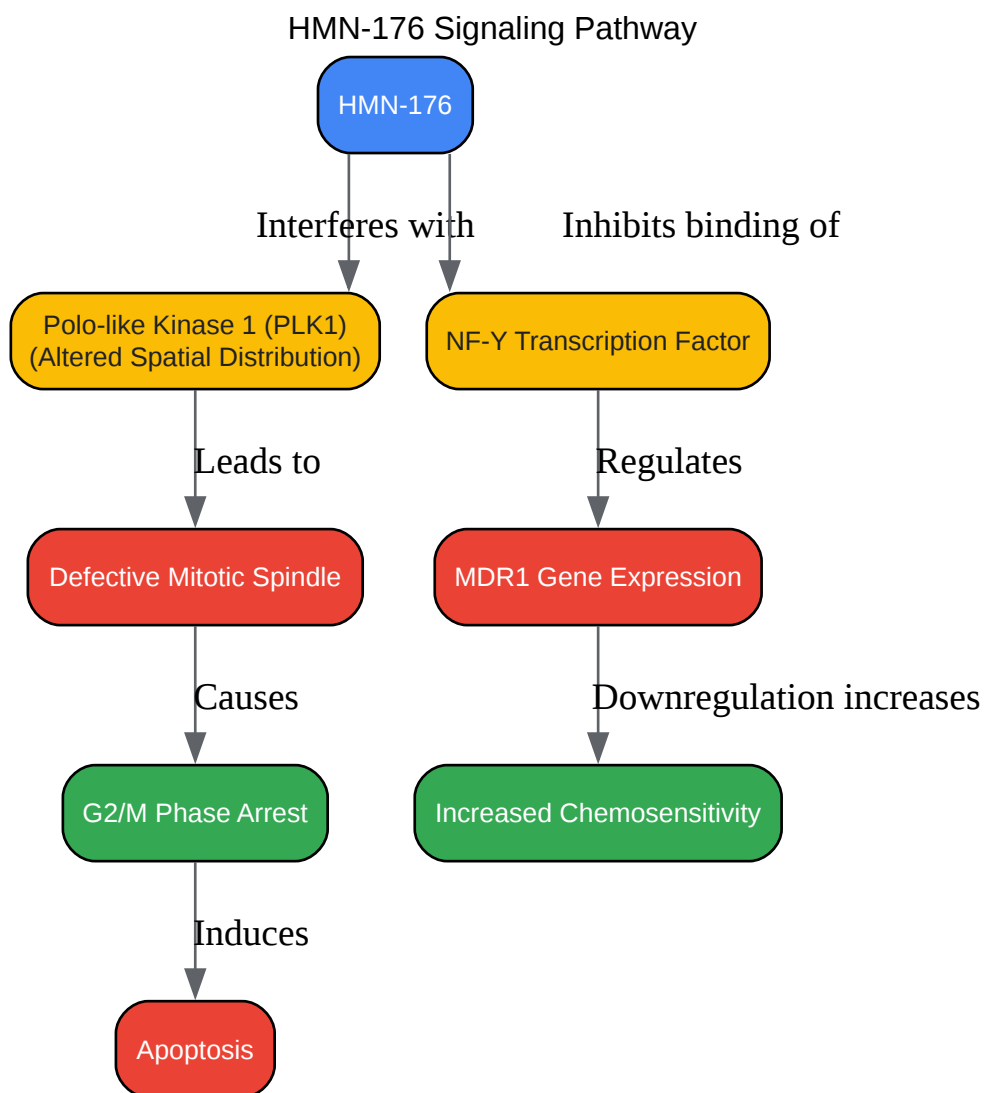 HMN-176 Signaling Pathway
HMN-176
Interferes with
Inhibits binding of
Polo-like Kinase 1 (PLK1)
(Altered Spatial Distribution)
NF-Y Transcription Factor
Leads to
Regulates
Defective Mitotic Spindle
MDR1 Gene Expression
Causes
Downregulation increases
G2/M Phase Arrest
Increased Chemosensitivity
Induces
Apoptosis